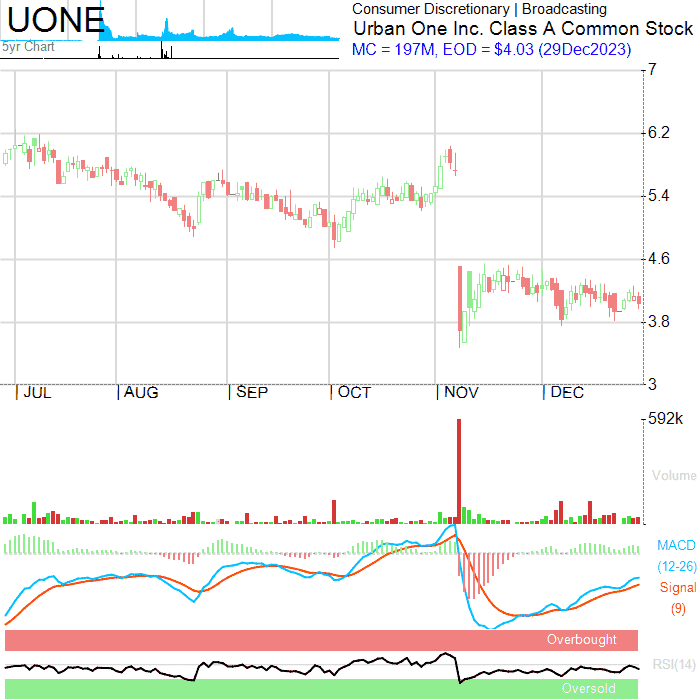 UONE
5yr Chart
Consumer Discretionary | Broadcasting
Urban One Inc. Class A Common Stock
MC = 197M, EOD = $4.03 (29Dec2023)
7
6.2
5.4
4.6
3.8
3
JUL AUG SEP OCT NOV DEC
592k
Volume
MACD
(12-26)
Signal
(9)
Overbought
RSI(14)
Oversold